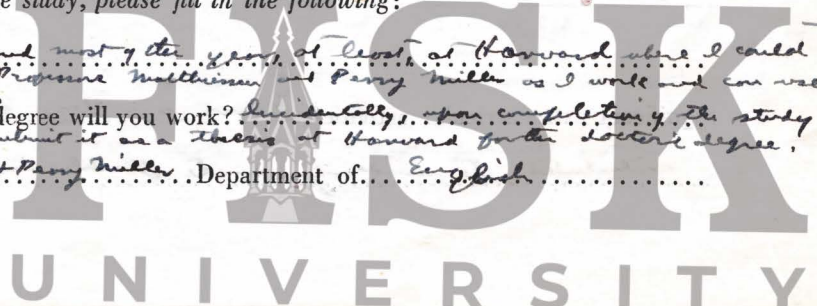 e study, please fill in the following:
nd most of the year, at least, at Harvard where I could
Professors Matthiessen and Perry Miller as I work and can use
degree will you work? Incidentally, upon completion of the study
submit it as a thesis at Harvard for the doctor's degree.
Perry Miller Department of English
FISK
UNIVERSITY